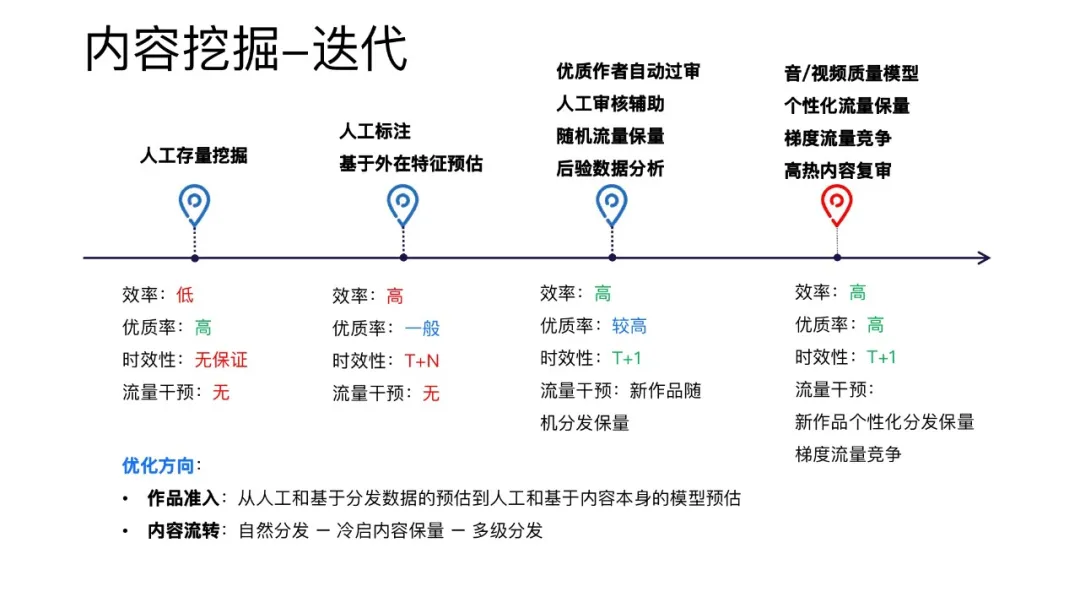 内容挖掘–迭代
人工存量挖掘
效率：低
优质率：高
时效性：无保证
流量干预：无
人工标注
基于外在特征预估
效率：高
优质率：一般
时效性：T+N
流量干预：无
优质作者自动过审
人工审核辅助
随机流量保量
后验数据分析
效率：高
优质率：较高
时效性：T+1
流量干预：新作品随
机分发保量
音/视频质量模型
个性化流量保量
梯度流量竞争
高热内容复审
效率：高
优质率：高
时效性：T+1
流量干预：
新作品个性化分发保量
梯度流量竞争
优化方向：
• 作品准入：从人工和基于分发数据的预估到人工和基于内容本身的模型预估
• 内容流转：自然分发 — 冷启内容保量 — 多级分发